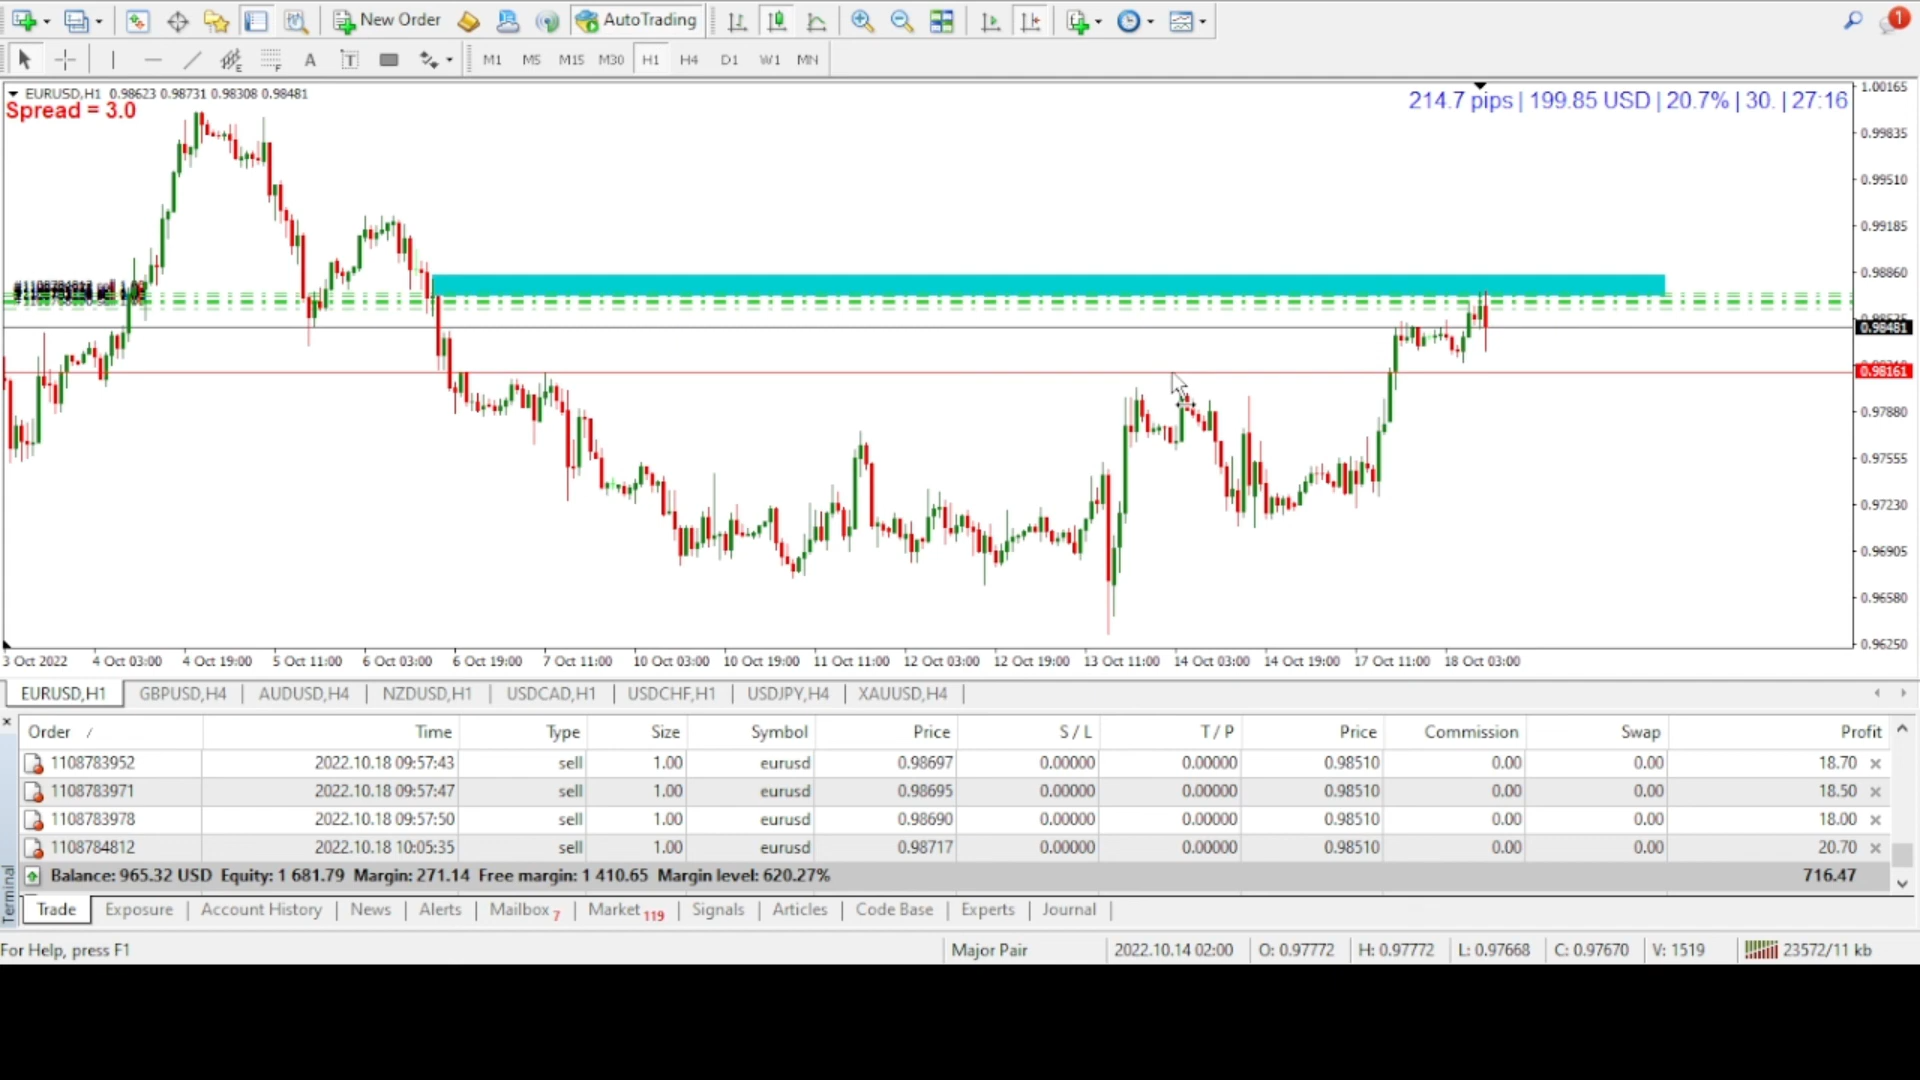 New Order AutoTrading 1
A T M1 M5 M15 M30 H1 H4 D1 W1 MN
EURUSD,H1 0.98623 0.98731 0.98308 0.98481
Spread = 3.0
214.7 pips | 199.85 USD | 20.7% | 30. | 27:16
1.00165
0.99835
0.99510
0.99185
0.98860
0.98481
0.98161
0.97880
0.97555
0.97230
0.96905
0.96580
0.96250
3 Oct 2022 4 Oct 03:00 4 Oct 19:00 5 Oct 11:00 6 Oct 03:00 6 Oct 19:00 7 Oct 11:00 10 Oct 03:00 10 Oct 19:00 11 Oct 11:00 12 Oct 03:00 12 Oct 19:00 13 Oct 11:00 14 Oct 03:00 14 Oct 19:00 17 Oct 11:00 18 Oct 03:00
EURUSD,H1 GBPUSD,H4 AUDUSD,H4 NZDUSD,H1 USDCAD,H1 USDCHF,H1 USDJPY,H4 XAUUSD,H4
Order / Time Type Size Symbol Price S / L T / P Price Commission Swap Profit
1108783952 2022.10.18 09:57:43 sell 1.00 eurusd 0.98697 0.00000 0.00000 0.98510 0.00 0.00 18.70
1108783971 2022.10.18 09:57:47 sell 1.00 eurusd 0.98695 0.00000 0.00000 0.98510 0.00 0.00 18.50
1108783978 2022.10.18 09:57:50 sell 1.00 eurusd 0.98690 0.00000 0.00000 0.98510 0.00 0.00 18.00
1108784812 2022.10.18 10:05:35 sell 1.00 eurusd 0.98717 0.00000 0.00000 0.98510 0.00 0.00 20.70
Balance: 965.32 USD Equity: 1 681.79 Margin: 271.14 Free margin: 1 410.65 Margin level: 620.27% 716.47
Terminal
Trade Exposure Account History News Alerts Mailbox 7 Market 119 Signals Articles Code Base Experts Journal
For Help, press F1 Major Pair 2022.10.14 02:00 O: 0.97772 H: 0.97772 L: 0.97668 C: 0.97670 V: 1519 23572/11 kb